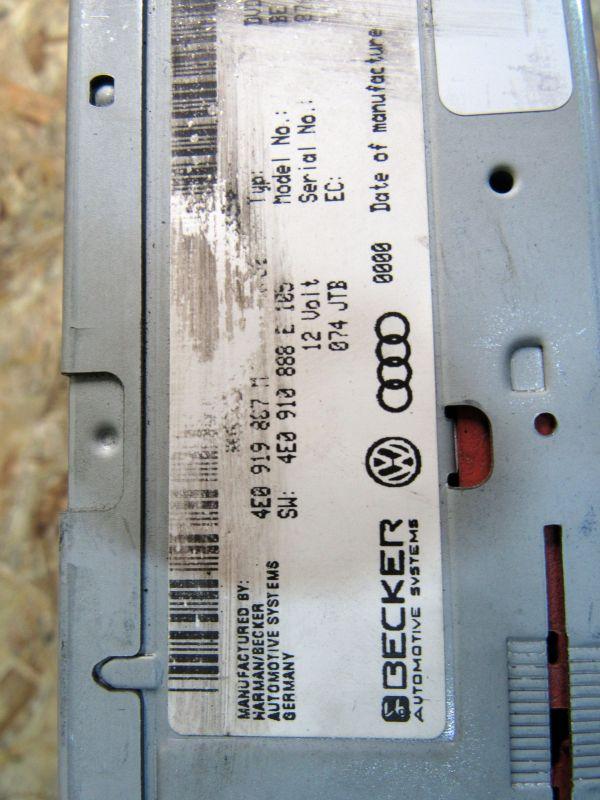 MANUFACTURED BY:
HARMAN/BECKER
AUTOMOTIVE SYSTEMS
GERMANY
4E0 919 887 M
SW: 4E0 910 888 E 105
12 Volt
074 JTB
Typ:
Model No.:
Serial No.:
EC:
BECKER
AUTOMOTIVE SYSTEMS
0000 Date of manufacture